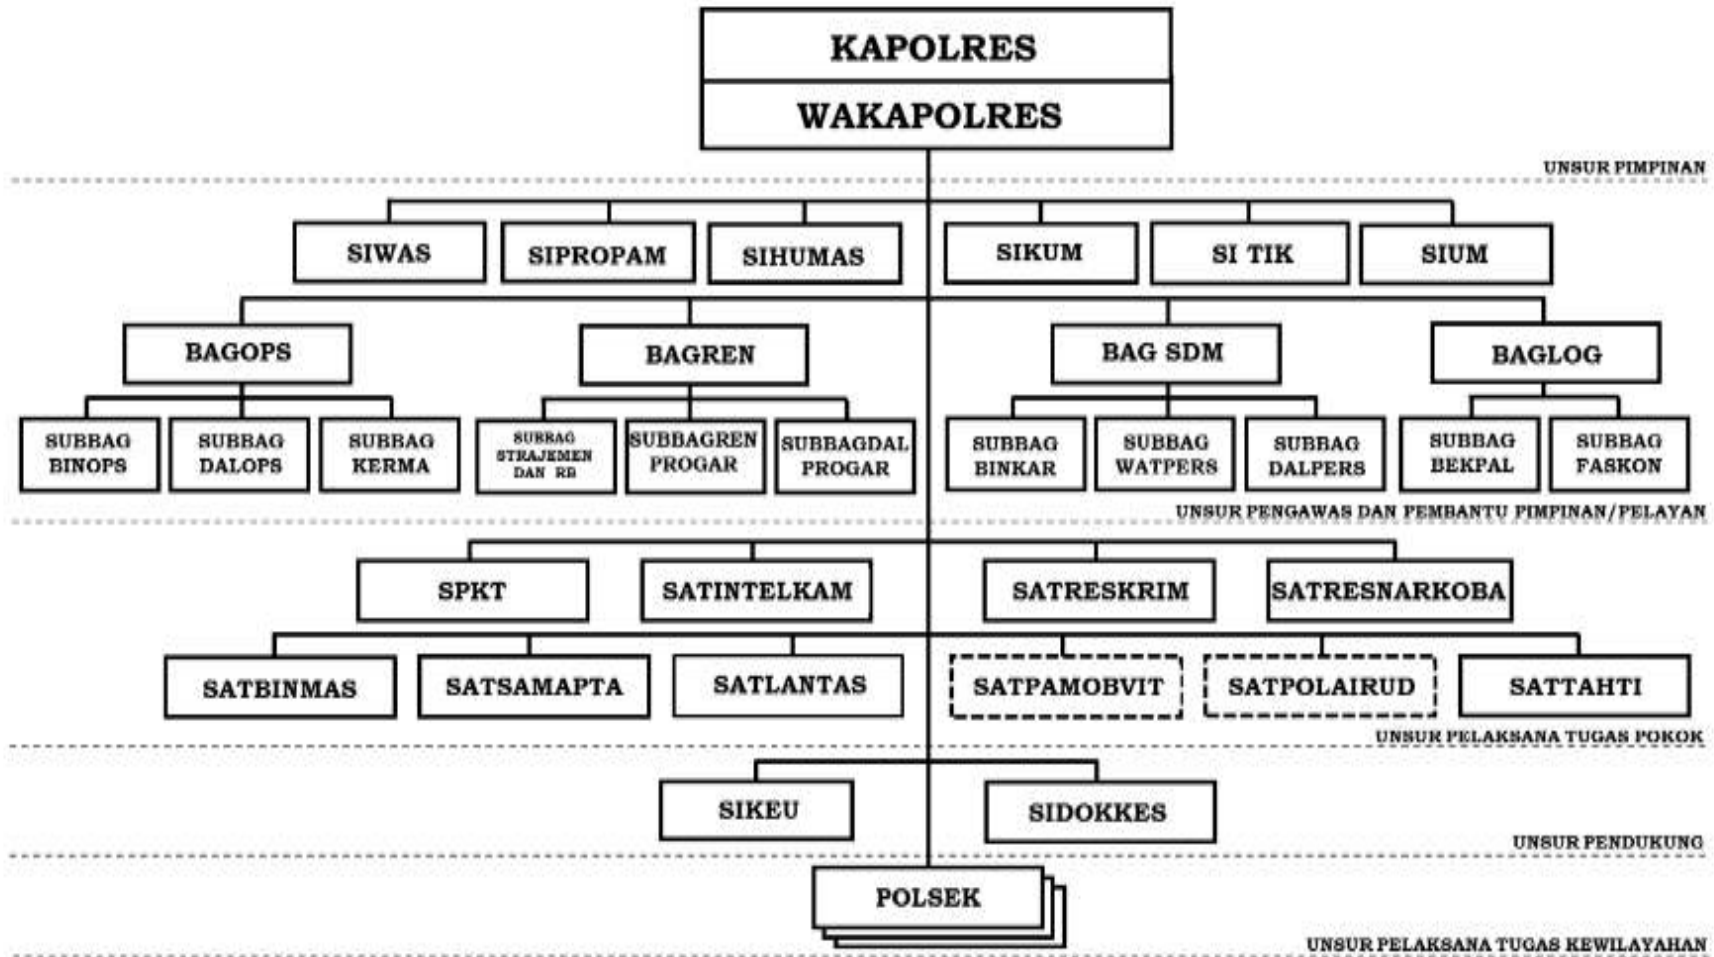 KAPOLRES
WAKAPOLRES
UNSUR PIMPINAN
SIWAS
SIPROPAM
SIHUMAS
SIKUM
SI TIK
SIUM
BAGOPS
BAGREN
BAG SDM
BAGLOG
SUBBAG
BINOPS
SUBBAG
DALOPS
SUBBAG
KERMA
SUBBAG
STRAJEMEN
DAN RB
SUBBAGREN
PROGAR
SUBBAGDAL
PROGAR
SUBBAG
BINKAR
SUBBAG
WATPERS
SUBBAG
DALPERS
SUBBAG
BEKPAL
SUBBAG
FASKON
UNSUR PENGAWAS DAN PEMBANTU PIMPINAN/PELAYAN
SPKT
SATINTELKAM
SATRESKRIM
SATRESNARKOBA
SATBINMAS
SATSAMAPTA
SATLANTAS
SATPAMOBVIT
SATPOLAIRUD
SATTAHTI
UNSUR PELAKSANA TUGAS POKOK
SIKEU
SIDOKKES
UNSUR PENDUKUNG
POLSEK
UNSUR PELAKSANA TUGAS KEWILAYAHAN